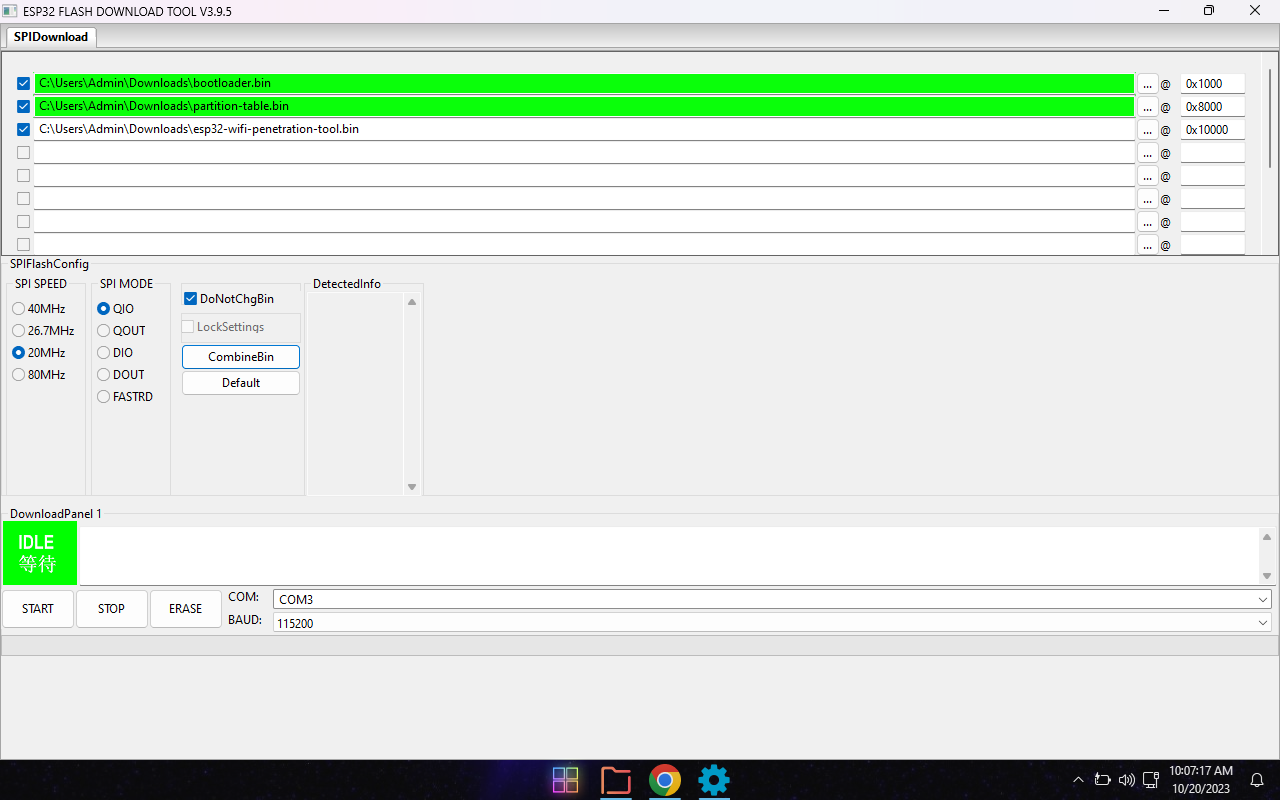 ESP32 FLASH DOWNLOAD TOOL V3.9.5
SPIDownload
C:\Users\Admin\Downloads\bootloader.bin ... @ 0x1000
C:\Users\Admin\Downloads\partition-table.bin ... @ 0x8000
C:\Users\Admin\Downloads\esp32-wifi-penetration-tool.bin ... @ 0x10000
... @
... @
... @
... @
... @
SPIFlashConfig
SPI SPEED
40MHz
26.7MHz
20MHz
80MHz
SPI MODE
QIO
QOUT
DIO
DOUT
FASTRD
DoNotChgBin
LockSettings
CombineBin
Default
DetectedInfo
DownloadPanel 1
IDLE
等待
START STOP ERASE
COM: COM3
BAUD: 115200
10:07:17 AM
10/20/2023